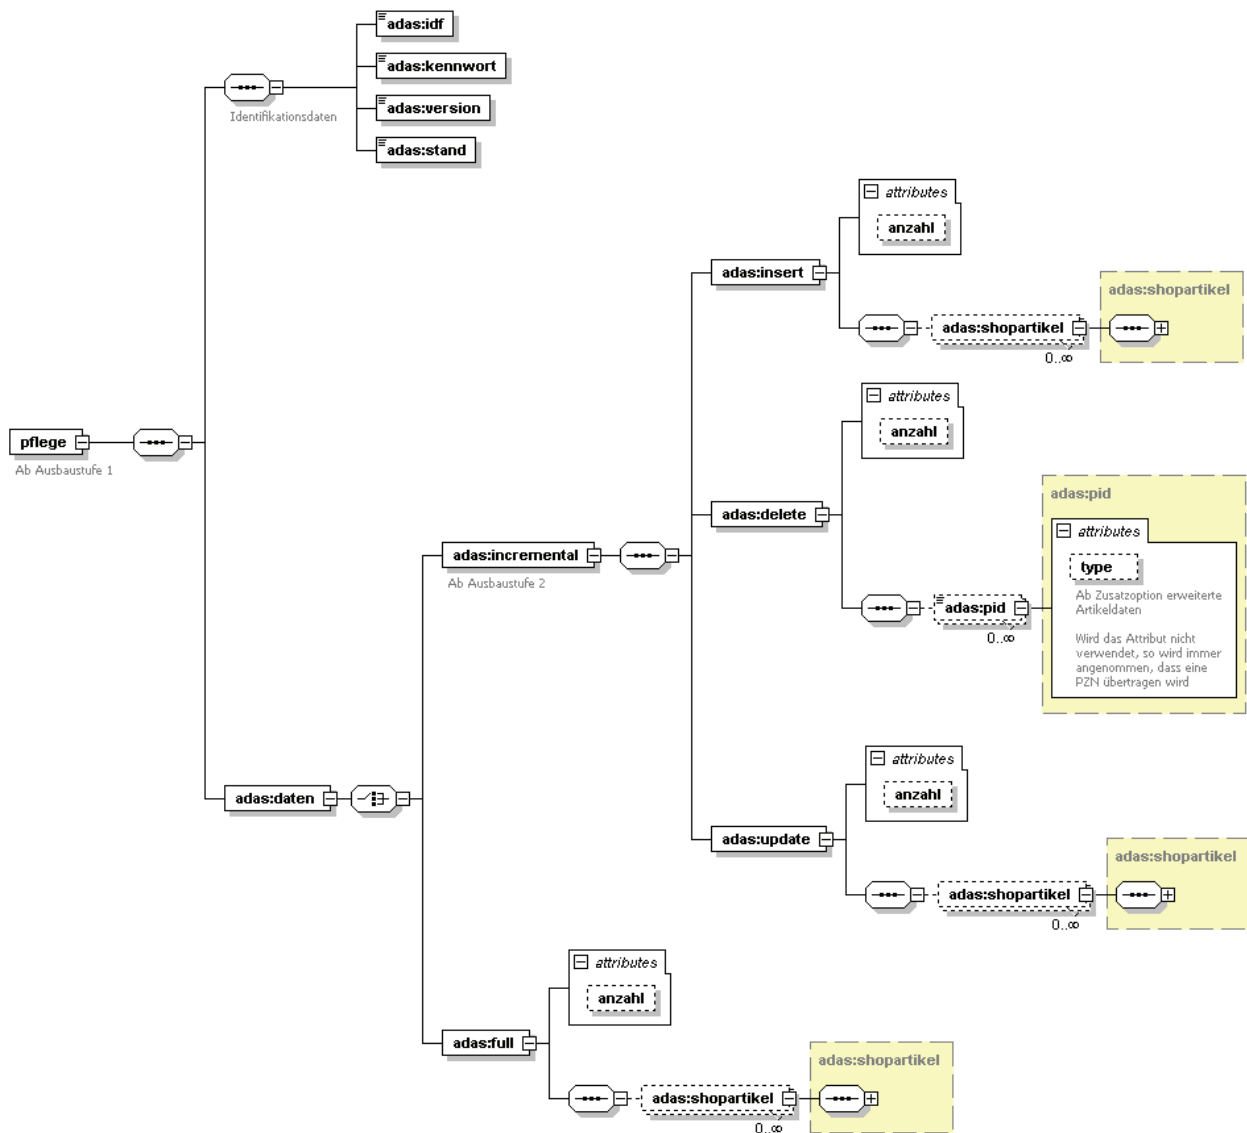 adas:idf
adas:kennwort
adas:version
adas:stand
Identifikationsdaten
attributes
anzahl
adas:insert
adas:shopartikel
0..∞
adas:shopartikel
attributes
anzahl
pflege
Ab Ausbaustufe 1
adas:delete
adas:pid
attributes
type
Ab Zusatzoption erweiterte
Artikeldaten
Wird das Attribut nicht
verwendet, so wird immer
angenommen, dass eine
PZN übertragen wird
adas:incremental
Ab Ausbaustufe 2
adas:pid
0..∞
attributes
anzahl
adas:daten
adas:update
adas:shopartikel
adas:shopartikel
0..∞
attributes
anzahl
adas:full
adas:shopartikel
adas:shopartikel
0..∞